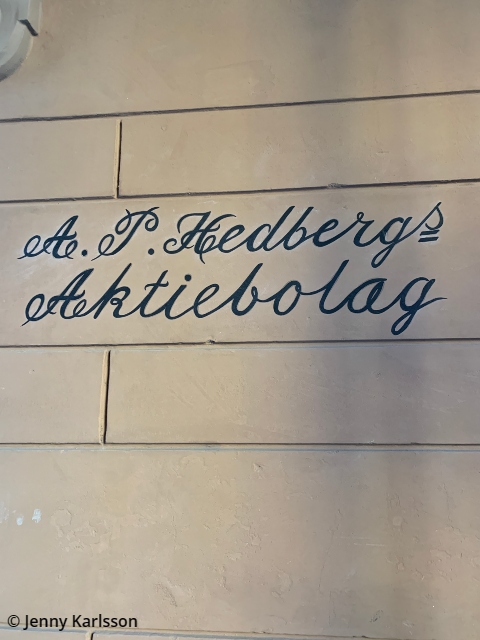 A. P. Hedbergs
Aktiebolag
© Jenny Karlsson